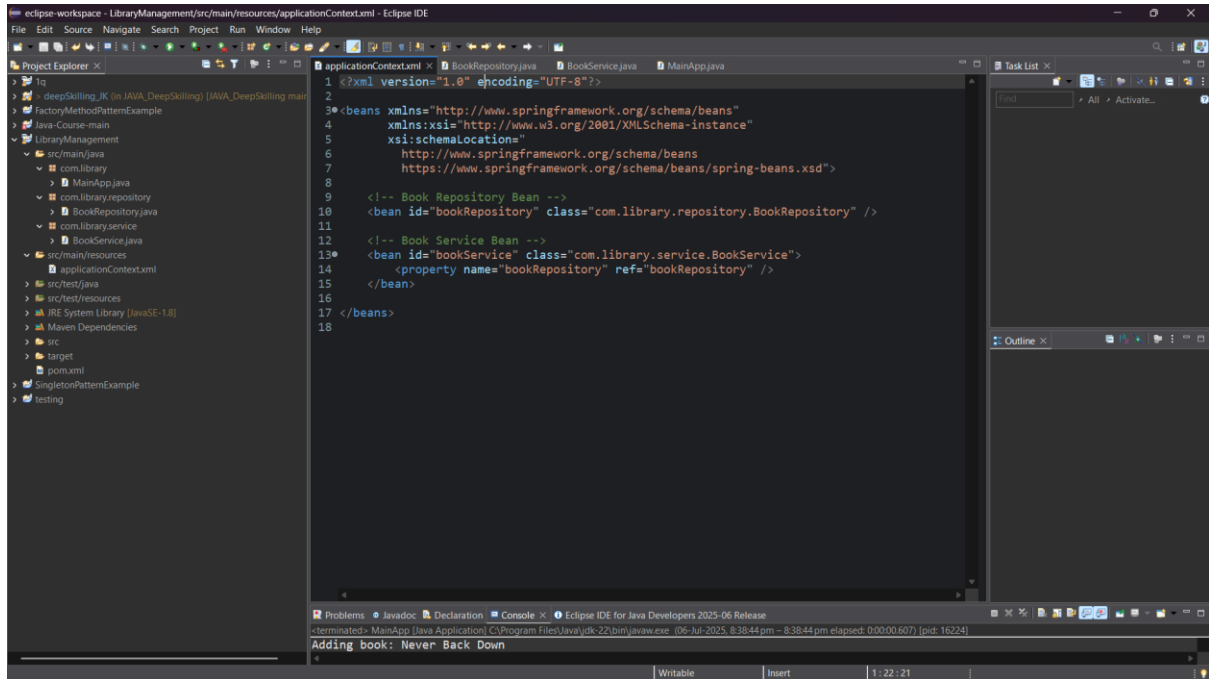 eclipse-workspace - LibraryManagement/src/main/resources/applicationContext.xml - Eclipse IDE
File Edit Source Navigate Search Project Run Window Help
Project Explorer
1q
> deepSkilling_JK (in JAVA_DeepSkilling) [JAVA_DeepSkilling main
FactoryMethodPatternExample
Java-Course-main
LibraryManagement
src/main/java
com.library
MainApp.java
com.library.repository
BookRepository.java
com.library.service
BookService.java
src/main/resources
applicationContext.xml
src/test/java
src/test/resources
JRE System Library [JavaSE-1.8]
Maven Dependencies
src
target
pom.xml
SingletonPatternExample
testing
applicationContext.xml BookRepository.java BookService.java MainApp.java
1 <?xml version="1.0" encoding="UTF-8"?>
2
3 <beans xmlns="http://www.springframework.org/schema/beans"
4 xmlns:xsi="http://www.w3.org/2001/XMLSchema-instance"
5 xsi:schemaLocation="
6 http://www.springframework.org/schema/beans
7 https://www.springframework.org/schema/beans/spring-beans.xsd">
8
9 <!-- Book Repository Bean -->
10 <bean id="bookRepository" class="com.library.repository.BookRepository" />
11
12 <!-- Book Service Bean -->
13 <bean id="bookService" class="com.library.service.BookService">
14 <property name="bookRepository" ref="bookRepository" />
15 </bean>
16
17 </beans>
18
Task List
Find All Activate...
Outline
Problems Javadoc Declaration Console Eclipse IDE for Java Developers 2025-06 Release
<terminated> MainApp [Java Application] C:\Program Files\Java\jdk-22\bin\javaw.exe (06-Jul-2025, 8:38:44 pm – 8:38:44 pm elapsed: 0:00:00.607) [pid: 16224]
Adding book: Never Back Down
Writable Insert 1 : 22 : 21